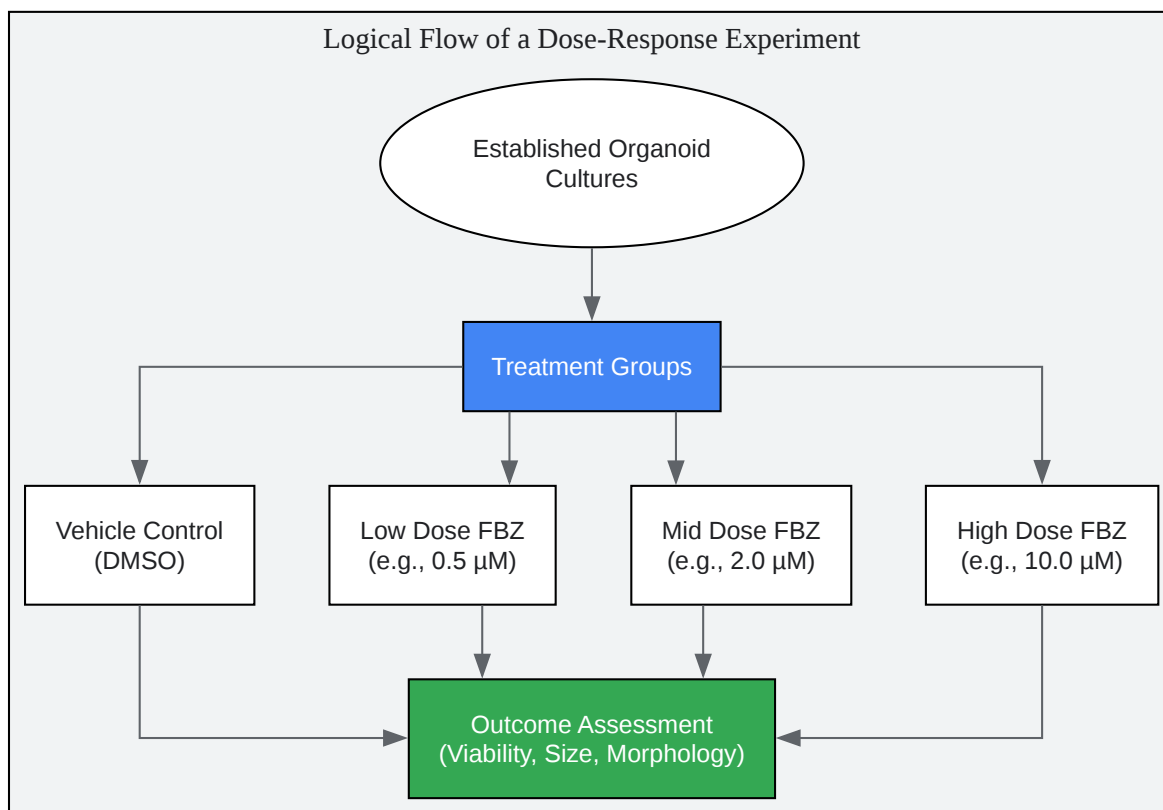 Logical Flow of a Dose-Response Experiment
Established Organoid
Cultures
Treatment Groups
Vehicle Control
(DMSO)
Low Dose FBZ
(e.g., 0.5 µM)
Mid Dose FBZ
(e.g., 2.0 µM)
High Dose FBZ
(e.g., 10.0 µM)
Outcome Assessment
(Viability, Size, Morphology)